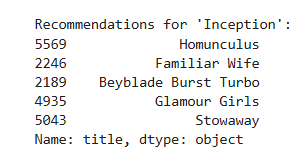 Recommendations for 'Inception':
5569 Homunculus
2246 Familiar Wife
2189 Beyblade Burst Turbo
4935 Glamour Girls
5043 Stowaway
Name: title, dtype: object